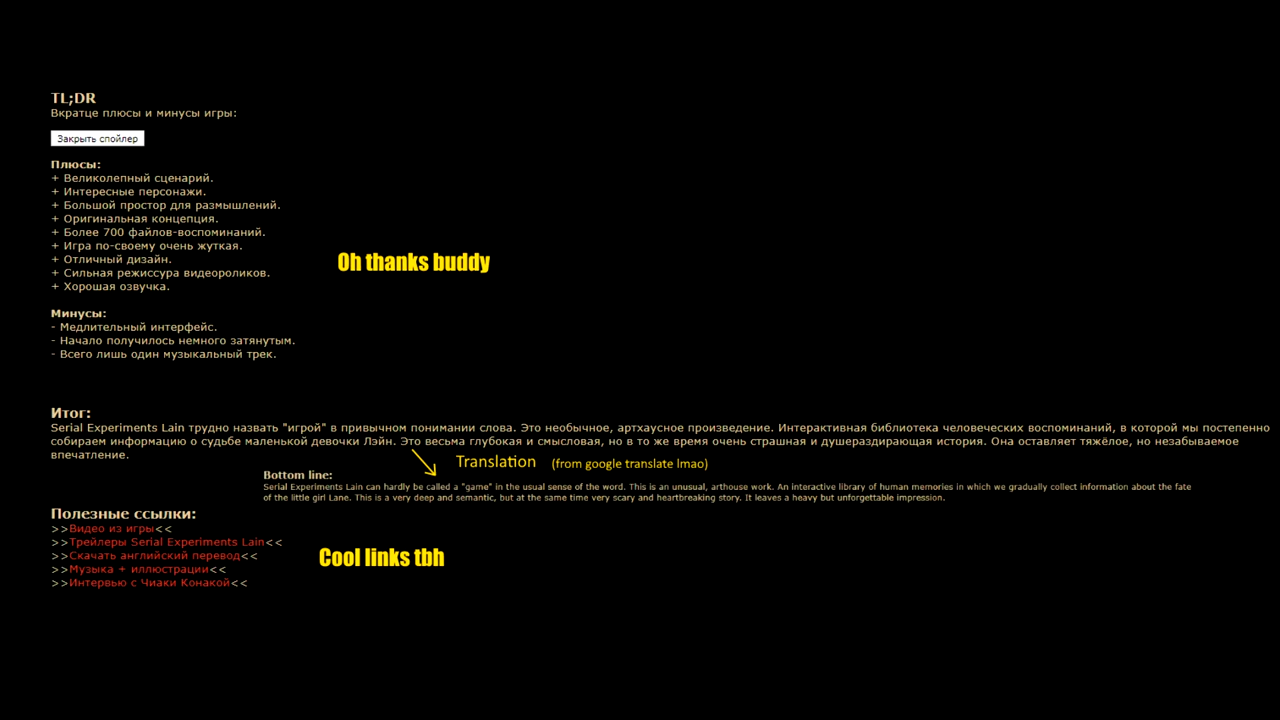 TL;DR
Вкратце плюсы и минусы игры:
Закрыть спойлер
Плюсы:
+ Великолепный сценарий.
+ Интересные персонажи.
+ Большой простор для размышлений.
+ Оригинальная концепция.
+ Более 700 файлов-воспоминаний.
+ Игра по-своему очень жуткая.
+ Отличный дизайн.
+ Сильная режиссура видеороликов.
+ Хорошая озвучка.
Oh thanks buddy
Минусы:
- Медлительный интерфейс.
- Начало получилось немного затянутым.
- Всего лишь один музыкальный трек.
Итог:
Serial Experiments Lain трудно назвать "игрой" в привычном понимании слова. Это необычное, артхаусное произведение. Интерактивная библиотека человеческих воспоминаний, в которой мы постепенно
собираем информацию о судьбе маленькой девочки Лэйн. Это весьма глубокая и смысловая, но в то же время очень страшная и душераздирающая история. Она оставляет тяжёлое, но незабываемое
впечатление.
Translation (from google translate lmao)
Bottom line:
Serial Experiments Lain can hardly be called a "game" in the usual sense of the word. This is an unusual, arthouse work. An interactive library of human memories in which we gradually collect information about the fate
of the little girl Lane. This is a very deep and semantic, but at the same time very scary and heartbreaking story. It leaves a heavy but unforgettable impression.
Полезные ссылки:
>>Видео из игры<<
>>Трейлеры Serial Experiments Lain<<
>>Скачать английский перевод<<
>>Музыка + иллюстрации<<
>>Интервью с Чиаки Конакой<<
Cool links tbh